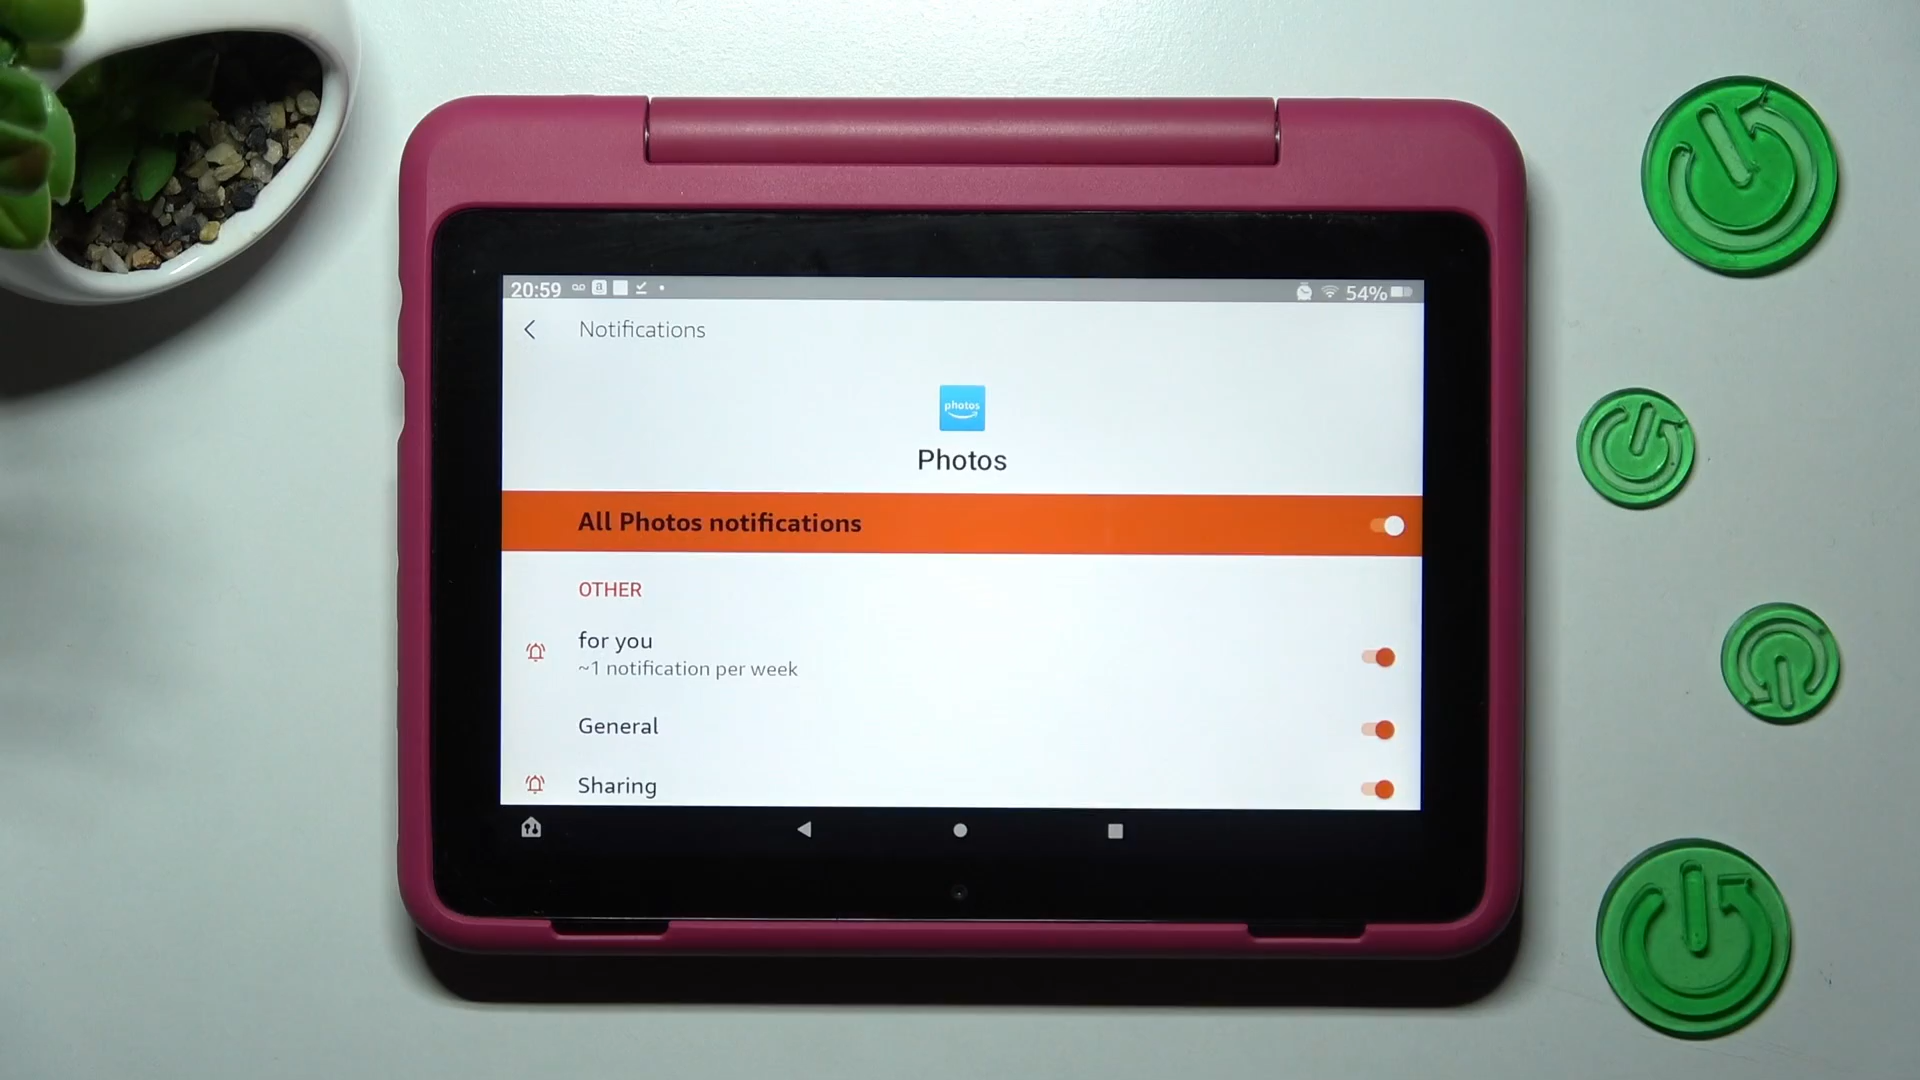 20:59
54%
Notifications
photos
Photos
All Photos notifications
OTHER
for you
~1 notification per week
General
Sharing